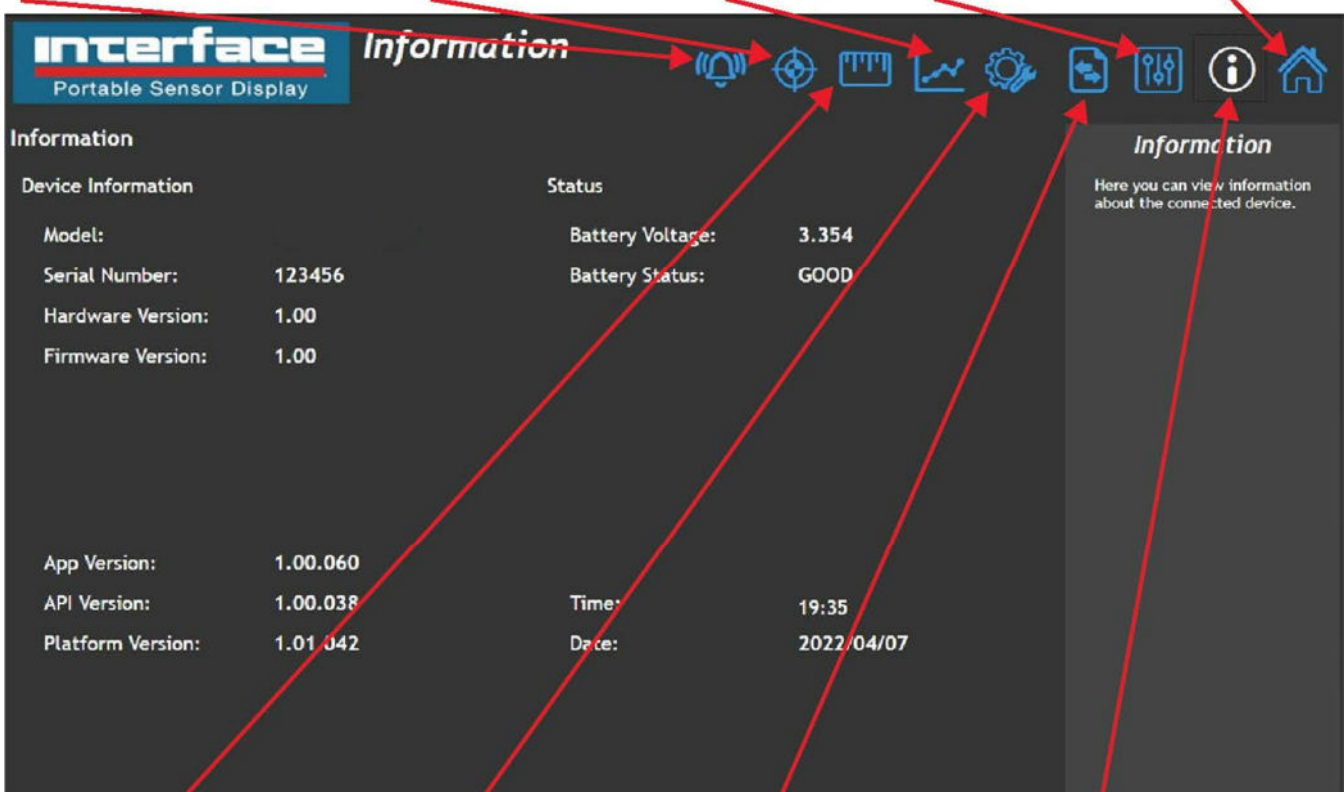 interface
Portable Sensor Display
Information
Information
Device Information
Model:
Serial Number: 123456
Hardware Version: 1.00
Firmware Version: 1.00
App Version: 1.00.060
API Version: 1.00.038
Platform Version: 1.01.042
Status
Battery Voltage: 3.354
Battery Status: GOOD
Time: 19:35
Date: 2022/04/07
Information
Here you can view information
about the connected device.